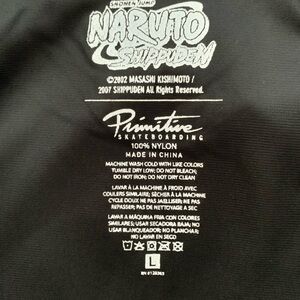 SHONEN JUMP
NARUTO
SHIPPUDEN
©2002 MASASHI KISHIMOTO /
2007 SHIPPUDEN All Rights Reserved.
Primitive
SKATEBOARDING
100% NYLON
MADE IN CHINA
MACHINE WASH COLD WITH LIKE COLORS
TUMBLE DRY LOW; DO NOT BLEACH;
DO NOT IRON; DO NOT DRY CLEAN
LAVAR À LA MACHINE À FROID AVEC
COULEURS SIMILAIRES; SÉCHER À LA MACHINE
CYCLE DOUX NE PAS JAVELLISER; NE PAS
REPASSER; PAS DE NETTOYAGE A SEC
LAVAR A MÁQUINA FRIA CON COLORES
SIMILARES; USAR SECADORA BAJA; NO
USAR BLANQUEADOR; NO PLANCHAR;
NO LAVAR EN SEGO
L